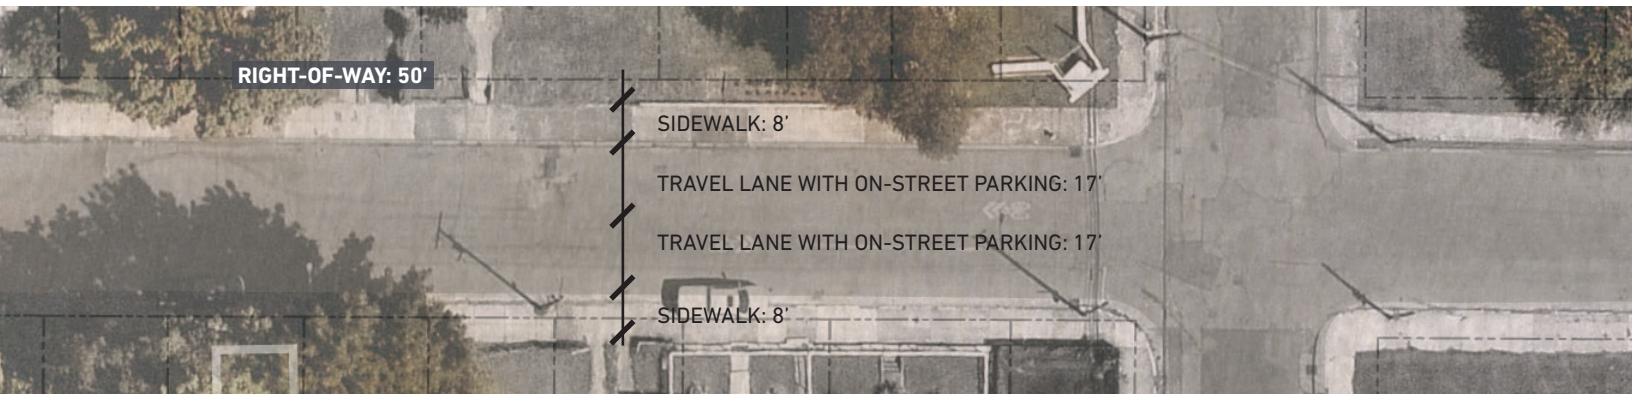 RIGHT-OF-WAY: 50’
SIDEWALK: 8’
TRAVEL LANE WITH ON-STREET PARKING: 17’
TRAVEL LANE WITH ON-STREET PARKING: 17’
SIDEWALK: 8’